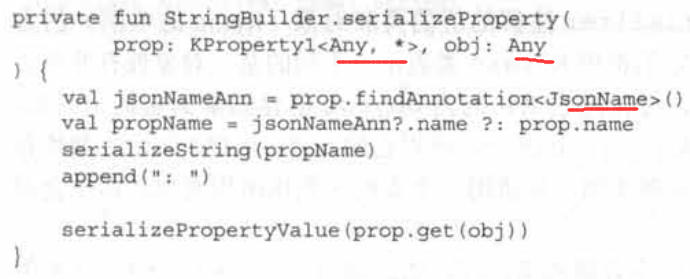 private fun StringBuilder.serializeProperty(
        prop: KProperty1<Any, *>, obj: Any
) {
    val jsonNameAnn = prop.findAnnotation<JsonName>()
    val propName = jsonNameAnn?.name ?: prop.name
    serializeString(propName)
    append(": ")

    serializePropertyValue(prop.get(obj))
}